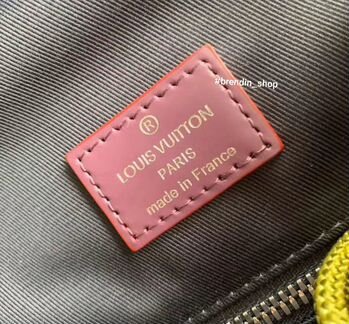 #brendin_shop
®
LOUIS VUITTON
PARIS
made in France